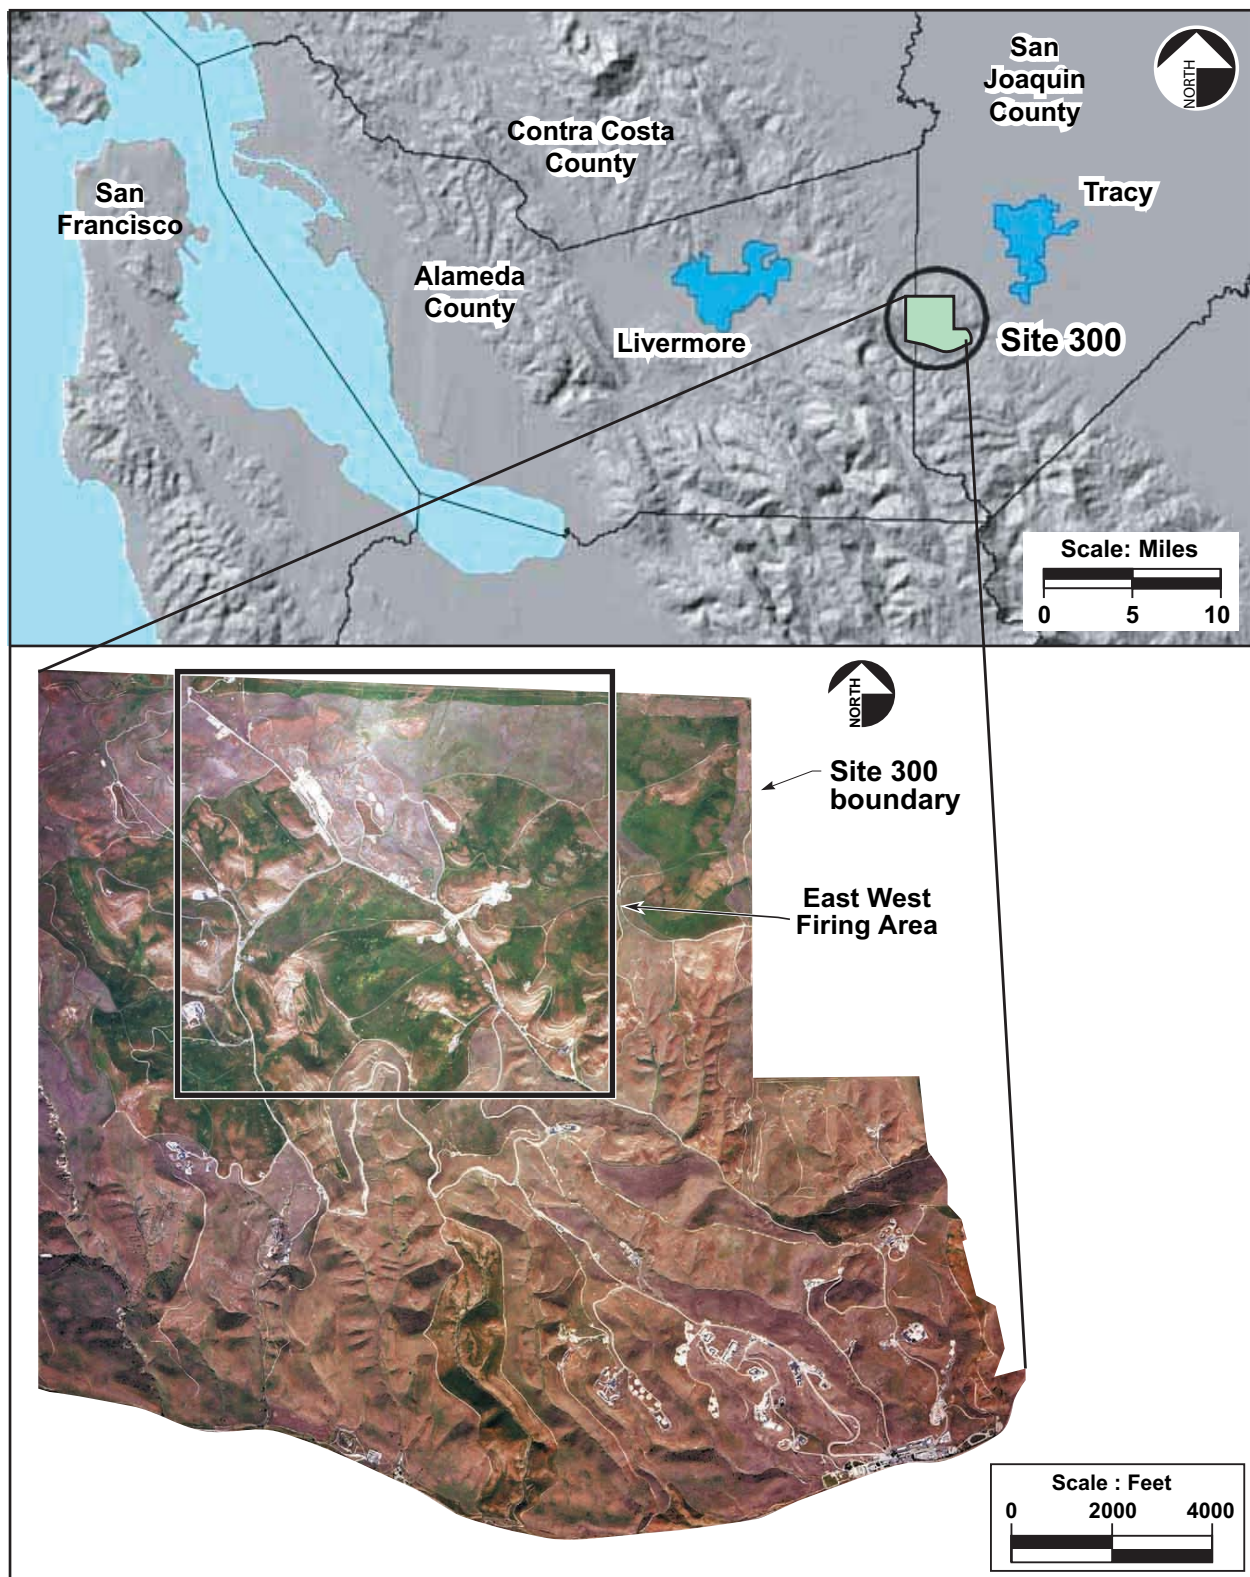 San
Joaquin
County
NORTH
Contra Costa
County
San
Francisco
Tracy
Alameda
County
Livermore
Site 300
Scale: Miles
0 5 10
NORTH
Site 300
boundary
East West
Firing Area
Scale : Feet
0 2000 4000